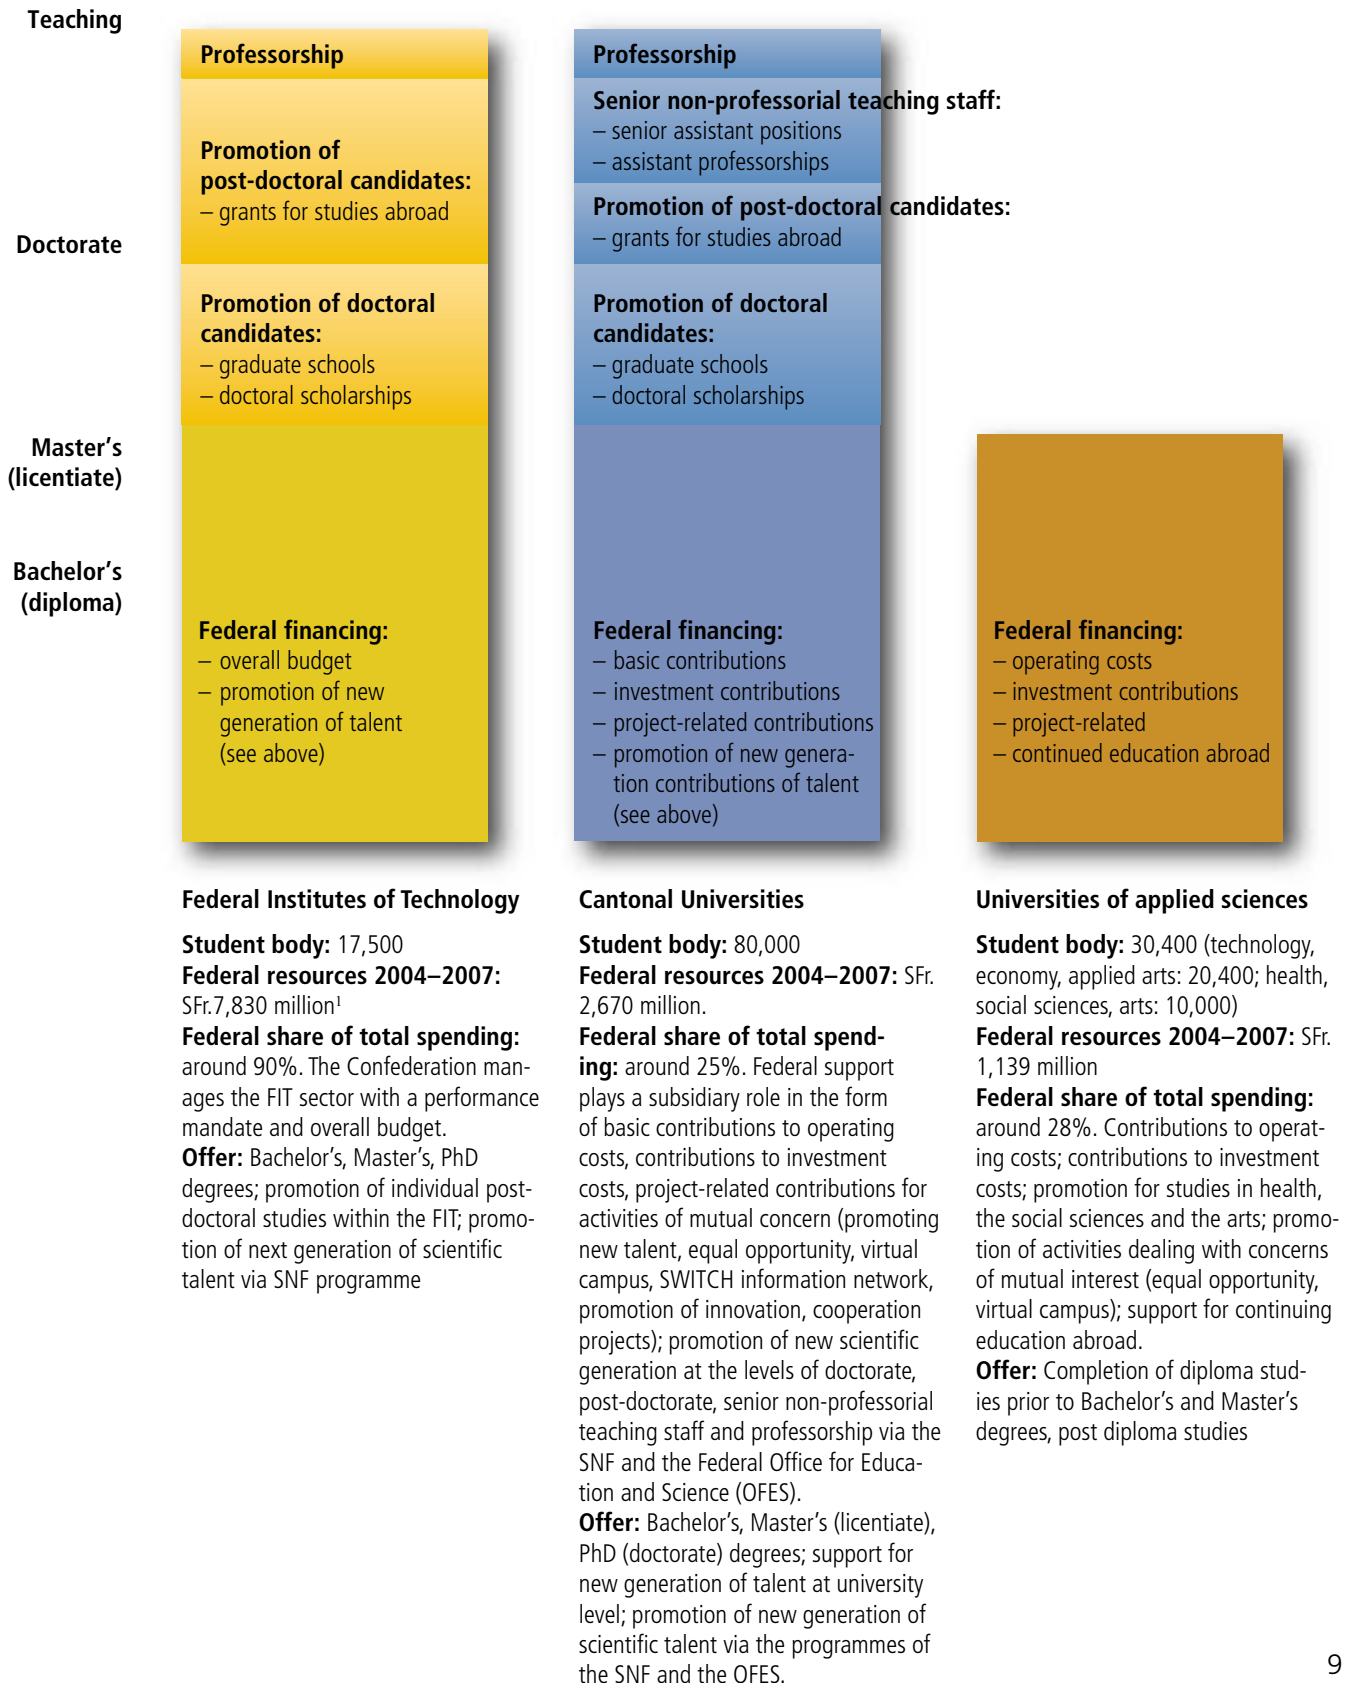 Teaching
Doctorate
Master's
(licentiate)
Bachelor's
(diploma)
Professorship
Promotion of
post-doctoral candidates:
– grants for studies abroad
Promotion of doctoral
candidates:
– graduate schools
– doctoral scholarships
Federal financing:
– overall budget
– promotion of new
generation of talent
(see above)
Professorship
Senior non-professorial teaching staff:
– senior assistant positions
– assistant professorships
Promotion of post-doctoral candidates:
– grants for studies abroad
Promotion of doctoral
candidates:
– graduate schools
– doctoral scholarships
Federal financing:
– basic contributions
– investment contributions
– project-related contributions
– promotion of new genera-
tion contributions of talent
(see above)
Federal financing:
– operating costs
– investment contributions
– project-related
– continued education abroad
Federal Institutes of Technology
Student body: 17,500
Federal resources 2004–2007:
SFr.7,830 million¹
Federal share of total spending:
around 90%. The Confederation man-
ages the FIT sector with a performance
mandate and overall budget.
Offer: Bachelor's, Master's, PhD
degrees; promotion of individual post-
doctoral studies within the FIT; promo-
tion of next generation of scientific
talent via SNF programme
Cantonal Universities
Student body: 80,000
Federal resources 2004–2007: SFr.
2,670 million.
Federal share of total spend-
ing: around 25%. Federal support
plays a subsidiary role in the form
of basic contributions to operating
costs, contributions to investment
costs, project-related contributions for
activities of mutual concern (promoting
new talent, equal opportunity, virtual
campus, SWITCH information network,
promotion of innovation, cooperation
projects); promotion of new scientific
generation at the levels of doctorate,
post-doctorate, senior non-professorial
teaching staff and professorship via the
SNF and the Federal Office for Educa-
tion and Science (OFES).
Offer: Bachelor's, Master's (licentiate),
PhD (doctorate) degrees; support for
new generation of talent at university
level; promotion of new generation of
scientific talent via the programmes of
the SNF and the OFES.
Universities of applied sciences
Student body: 30,400 (technology,
economy, applied arts: 20,400; health,
social sciences, arts: 10,000)
Federal resources 2004–2007: SFr.
1,139 million
Federal share of total spending:
around 28%. Contributions to operat-
ing costs; contributions to investment
costs; promotion for studies in health,
the social sciences and the arts; promo-
tion of activities dealing with concerns
of mutual interest (equal opportunity,
virtual campus); support for continuing
education abroad.
Offer: Completion of diploma stud-
ies prior to Bachelor's and Master's
degrees, post diploma studies
9